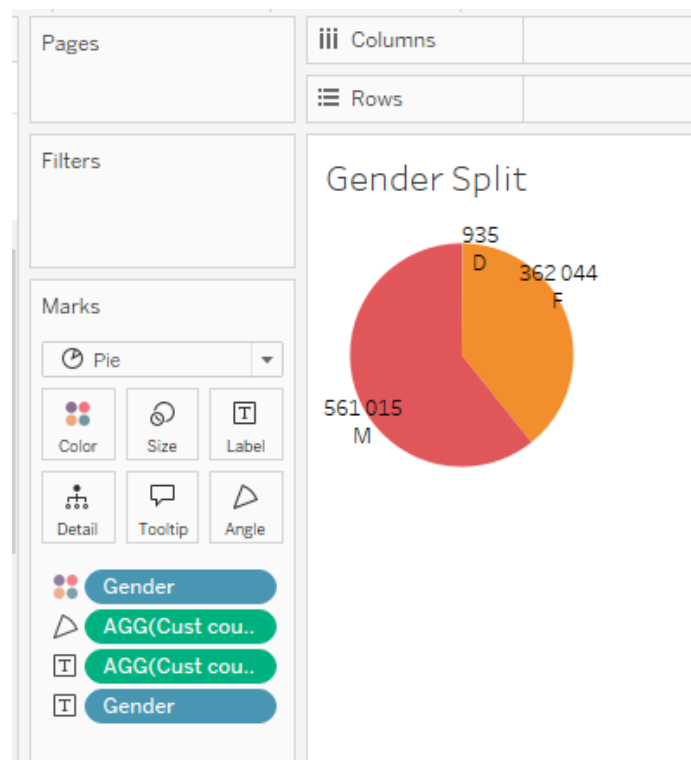 Pages
Columns
Rows
Filters
Gender Split
935
D
362 044
F
561 015
M
Marks
Pie
Color
Size
T
Label
Detail
Tooltip
Angle
Gender
AGG(Cust cou..
T
AGG(Cust cou..
T
Gender